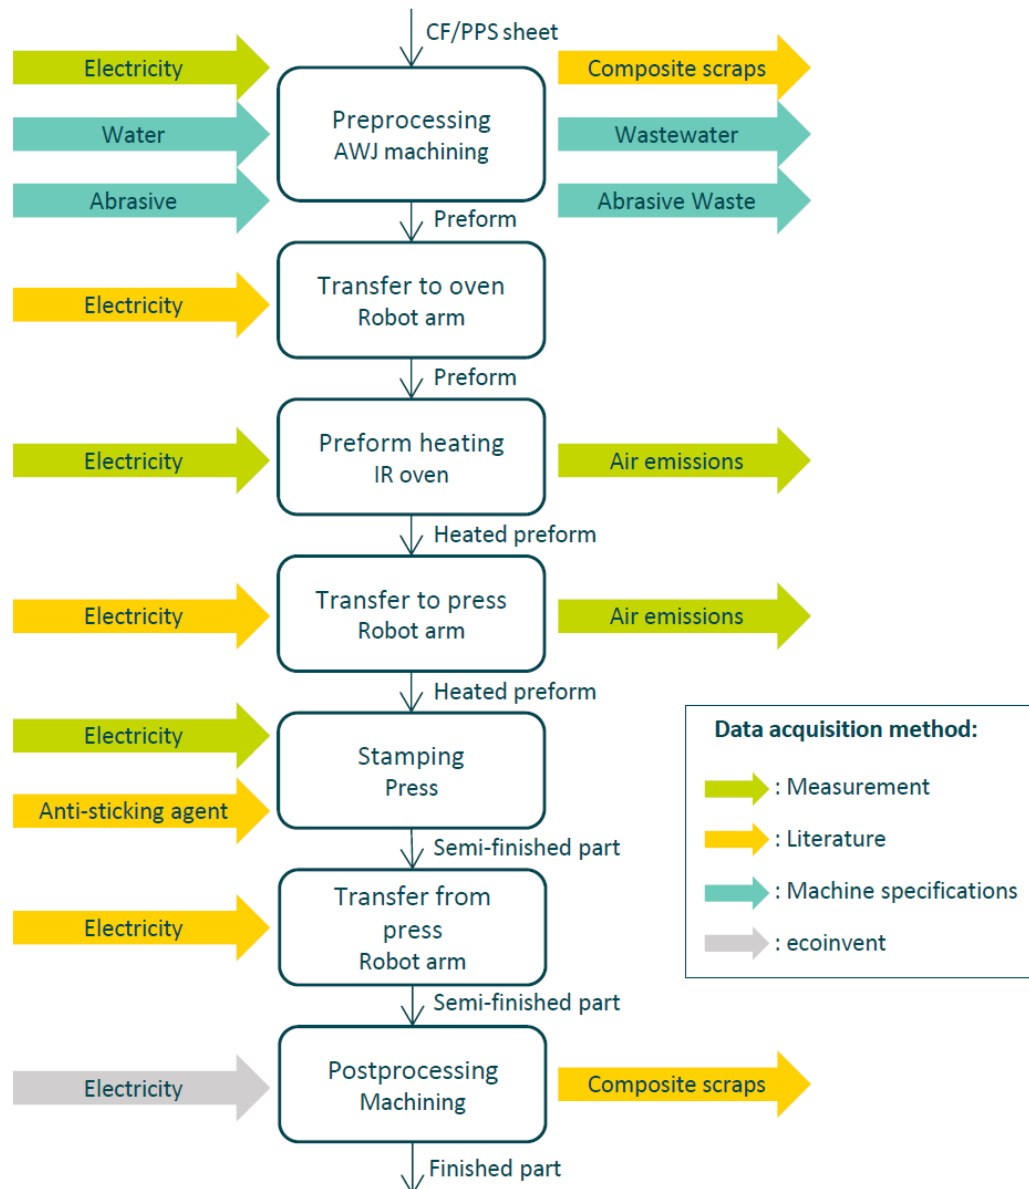 CF/PPS sheet
Electricity
Composite scraps
Preprocessing
AWJ machining
Water
Wastewater
Abrasive
Abrasive Waste
Preform
Electricity
Transfer to oven
Robot arm
Preform
Electricity
Preform heating
IR oven
Air emissions
Heated preform
Electricity
Transfer to press
Robot arm
Air emissions
Heated preform
Electricity
Anti-sticking agent
Stamping
Press
Semi-finished part
Electricity
Transfer from
press
Robot arm
Semi-finished part
Electricity
Postprocessing
Machining
Composite scraps
Finished part
Data acquisition method:
: Measurement
: Literature
: Machine specifications
: ecoinvent